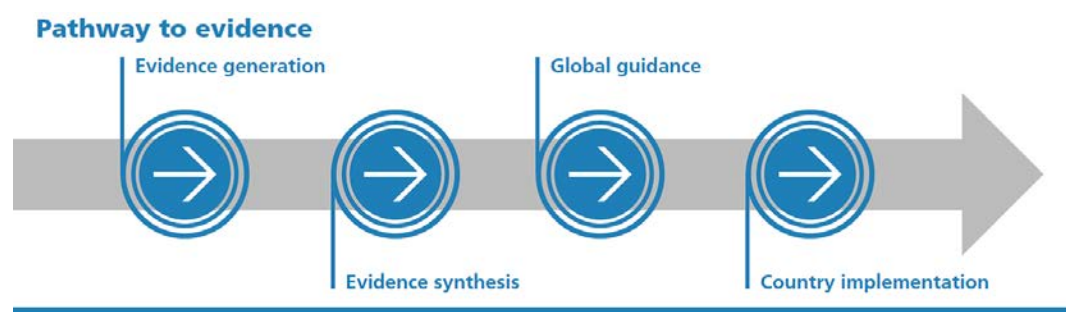 Pathway to evidence
Evidence generation
Global guidance
Evidence synthesis
Country implementation